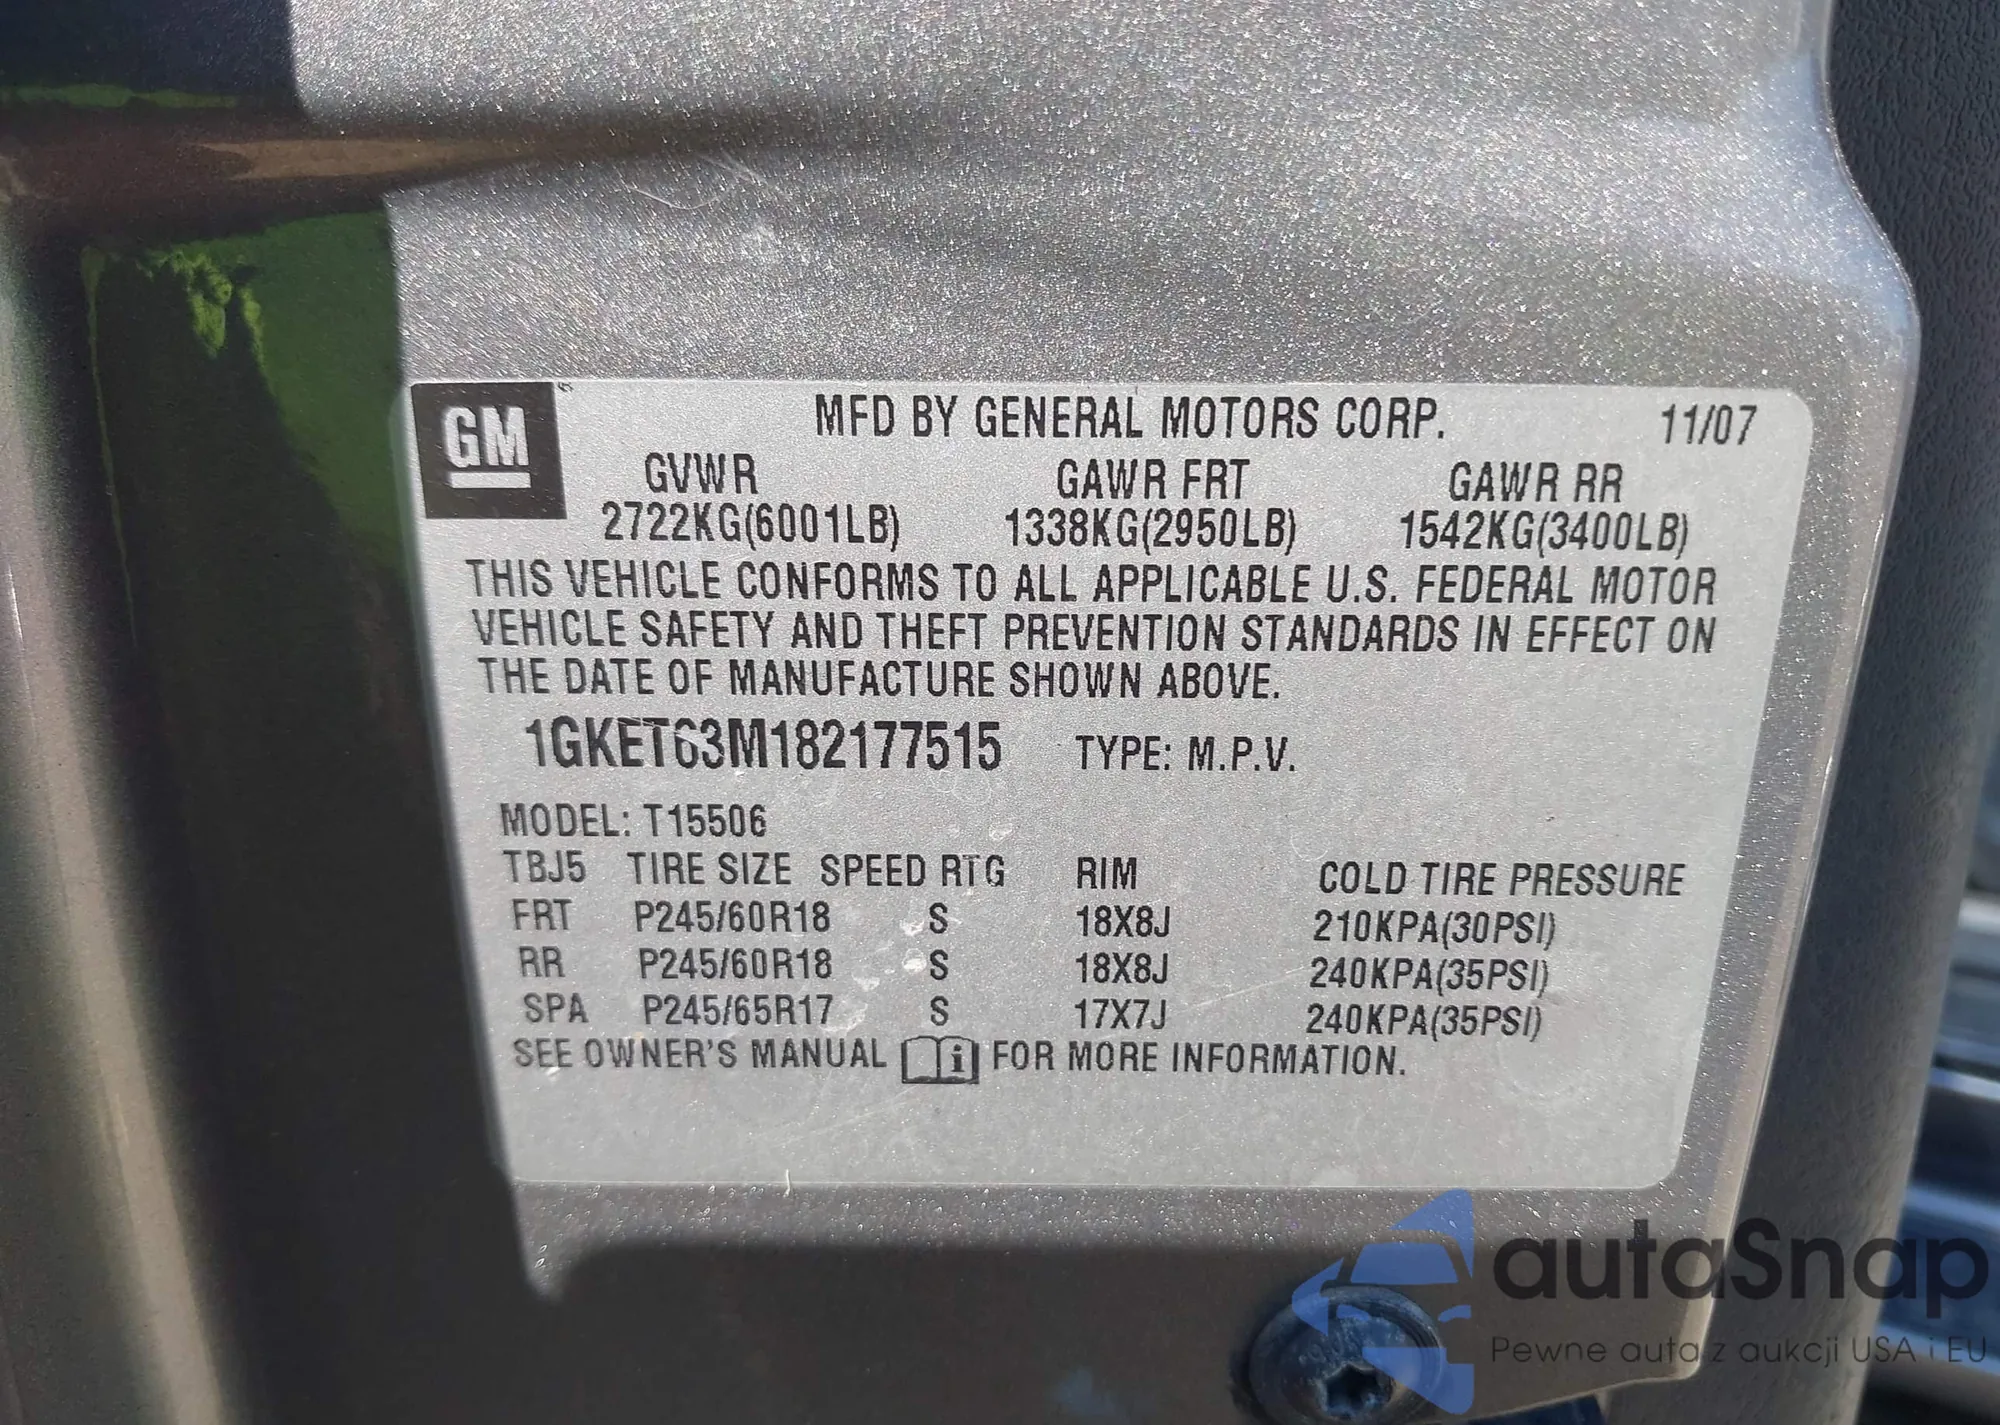 GM
MFD BY GENERAL MOTORS CORP. 11/07
GVWR GAWR FRT GAWR RR
2722KG(6001LB) 1338KG(2950LB) 1542KG(3400LB)
THIS VEHICLE CONFORMS TO ALL APPLICABLE U.S. FEDERAL MOTOR
VEHICLE SAFETY AND THEFT PREVENTION STANDARDS IN EFFECT ON
THE DATE OF MANUFACTURE SHOWN ABOVE.
1GKET63M182177515 TYPE: M.P.V.
MODEL: T15506
TBJ5 TIRE SIZE SPEED RTG RIM COLD TIRE PRESSURE
FRT P245/60R18 S 18X8J 210KPA(30PSI)
RR P245/60R18 S 18X8J 240KPA(35PSI)
SPA P245/65R17 S 17X7J 240KPA(35PSI)
SEE OWNER'S MANUAL i FOR MORE INFORMATION.
autaSnap
Pewne auta z aukcji USA i EU